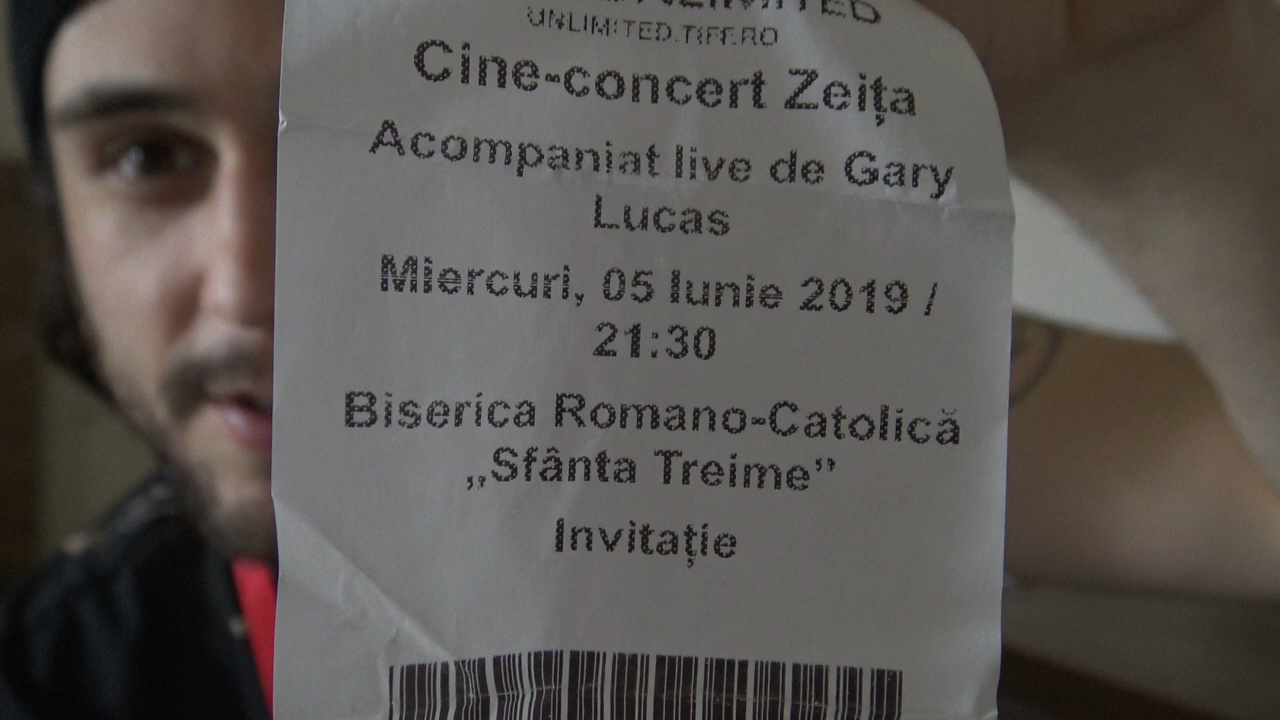 UNLIMITED
UNLIMITED.TIFF.RO
Cine-concert Zeița
Acompaniat live de Gary
Lucas
Miercuri, 05 Iunie 2019 /
21:30
Biserica Romano-Catolică
„Sfânta Treime”
Invitație